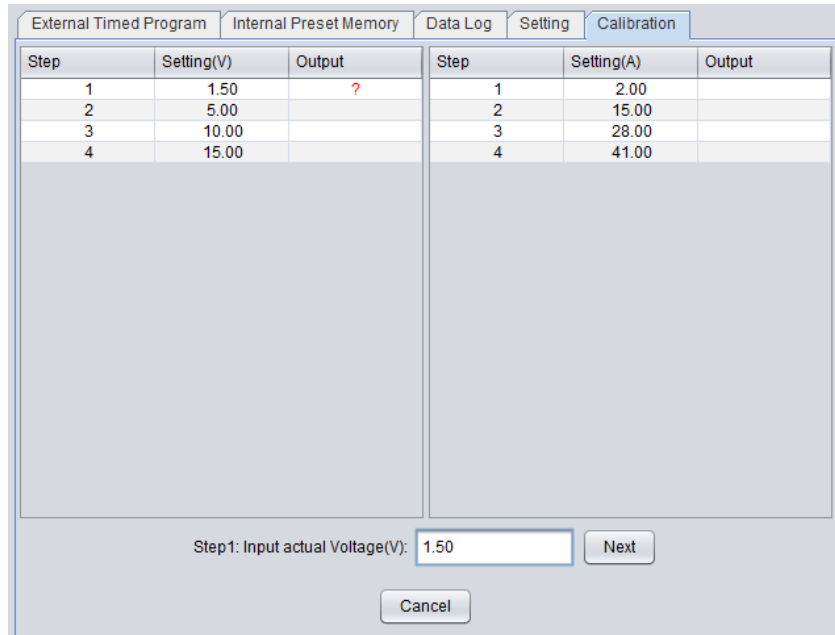 External Timed Program Internal Preset Memory Data Log Setting Calibration
Step Setting(V) Output Step Setting(A) Output
1 1.50 ? 1 2.00
2 5.00 2 15.00
3 10.00 3 28.00
4 15.00 4 41.00
Step1: Input actual Voltage(V): 1.50 Next
Cancel